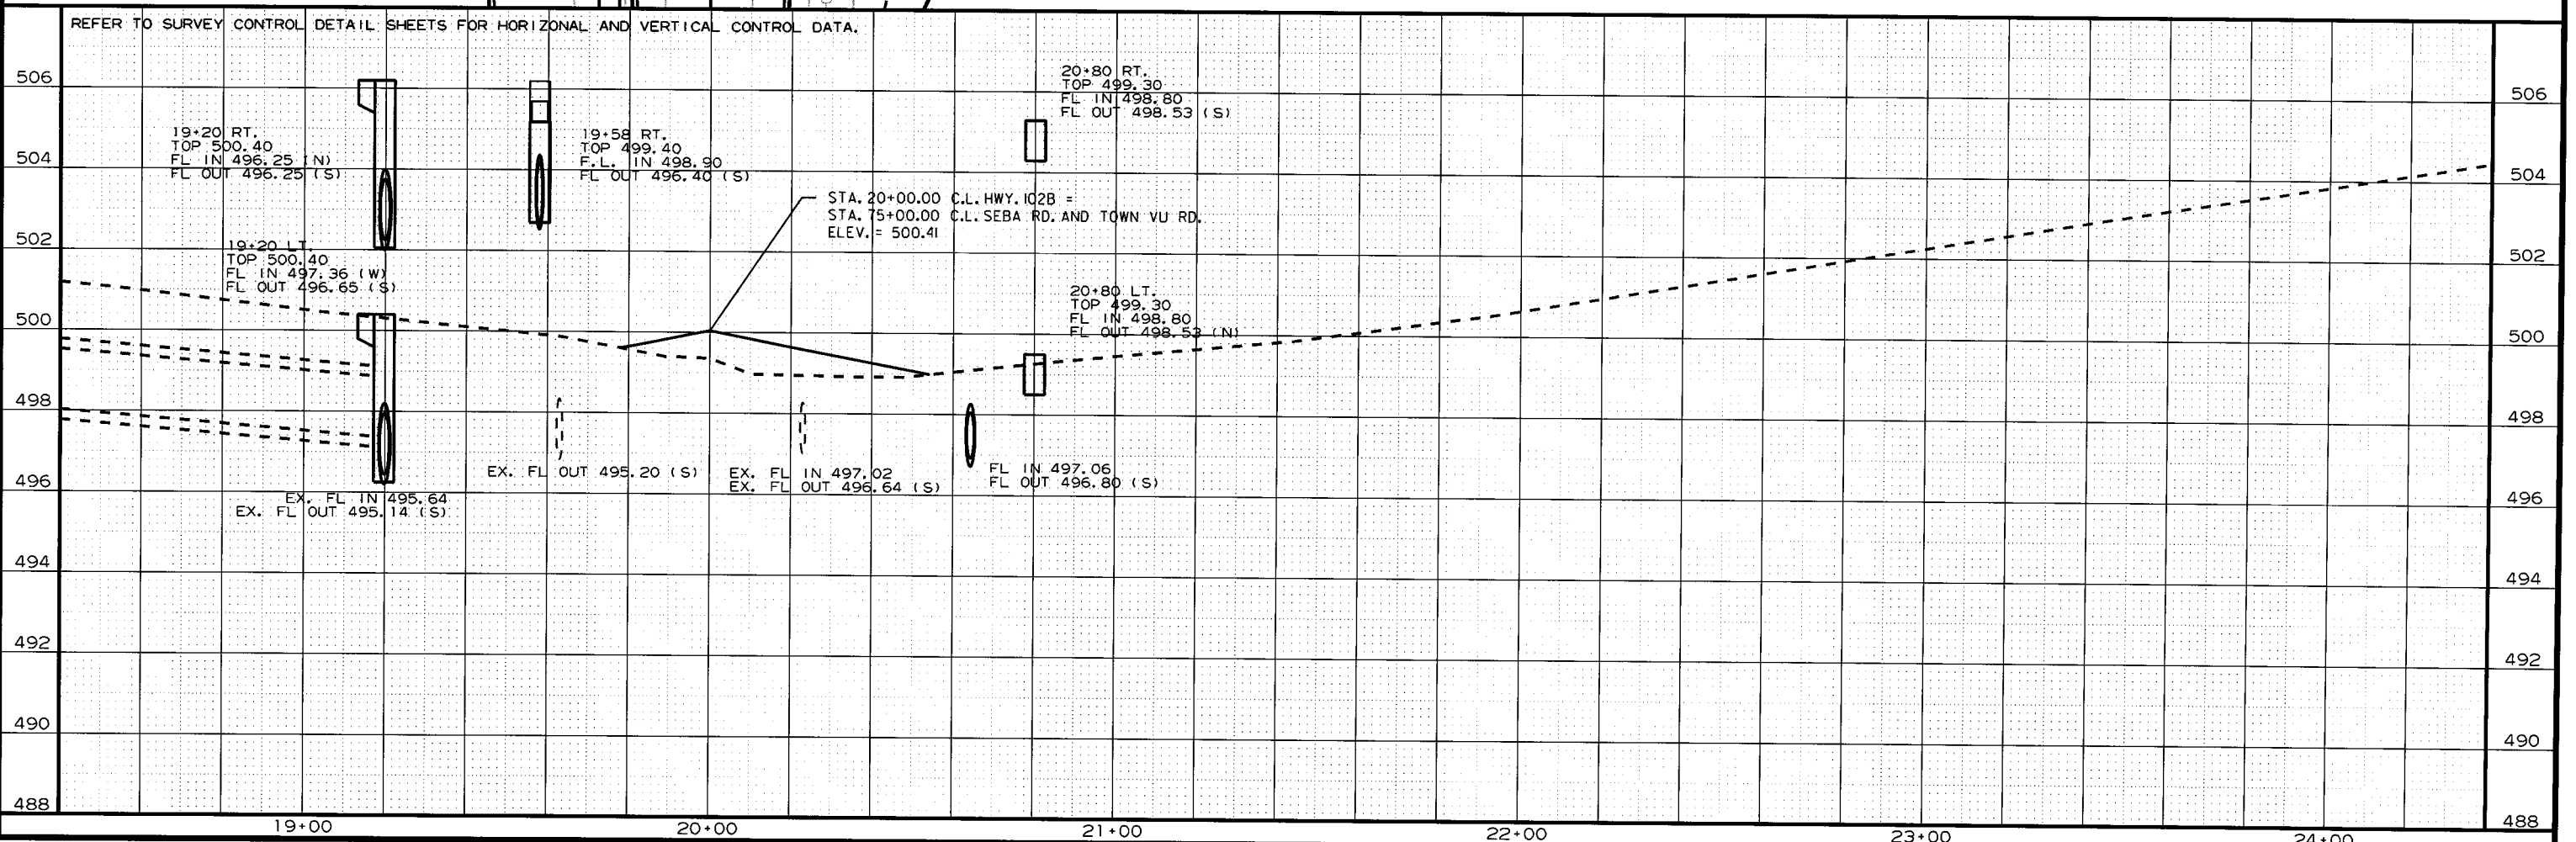 REFER TO SURVEY CONTROL DETAIL SHEETS FOR HORIZONAL AND VERTICAL CONTROL DATA.
506
504
502
500
498
496
494
492
490
488
19+20 RT.
TOP 500.40
FL IN 496.25 (N)
FL OUT 496.25 (S)
19+20 LT.
TOP 500.40
FL IN 497.36 (W)
FL OUT 496.65 (S)
19+58 RT.
TOP 499.40
F.L. IN 498.90
FL OUT 496.40 (S)
STA. 20+00.00 C.L. HWY. 102B =
STA. 75+00.00 C.L. SEBA RD. AND TOWN VU RD.
ELEV. = 500.41
20+80 RT.
TOP 499.30
FL IN 498.80
FL OUT 498.53 (S)
20+80 LT.
TOP 499.30
FL IN 498.80
FL OUT 498.53 (N)
EX. FL IN 495.64
EX. FL OUT 495.14 (S)
EX. FL OUT 495.20 (S)
EX. FL IN 497.02
EX. FL OUT 496.64 (S)
FL IN 497.06
FL OUT 496.80 (S)
506
504
502
500
498
496
494
492
490
488
19+00
20+00
21+00
22+00
23+00
24+00